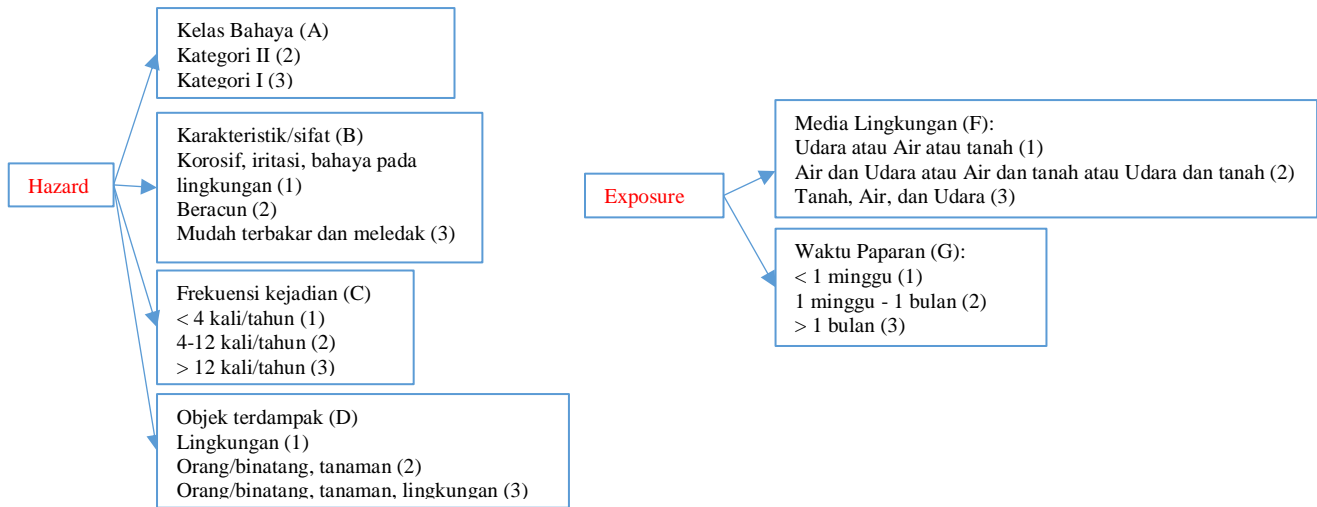 Hazard
Kelas Bahaya (A)
Kategori II (2)
Kategori I (3)
Karakteristik/sifat (B)
Korosif, iritasi, bahaya pada
lingkungan (1)
Beracun (2)
Mudah terbakar dan meledak (3)
Frekuensi kejadian (C)
< 4 kali/tahun (1)
4-12 kali/tahun (2)
> 12 kali/tahun (3)
Objek terdampak (D)
Lingkungan (1)
Orang/binatang, tanaman (2)
Orang/binatang, tanaman, lingkungan (3)
Exposure
Media Lingkungan (F):
Udara atau Air atau tanah (1)
Air dan Udara atau Air dan tanah atau Udara dan tanah (2)
Tanah, Air, dan Udara (3)
Waktu Paparan (G):
< 1 minggu (1)
1 minggu - 1 bulan (2)
> 1 bulan (3)